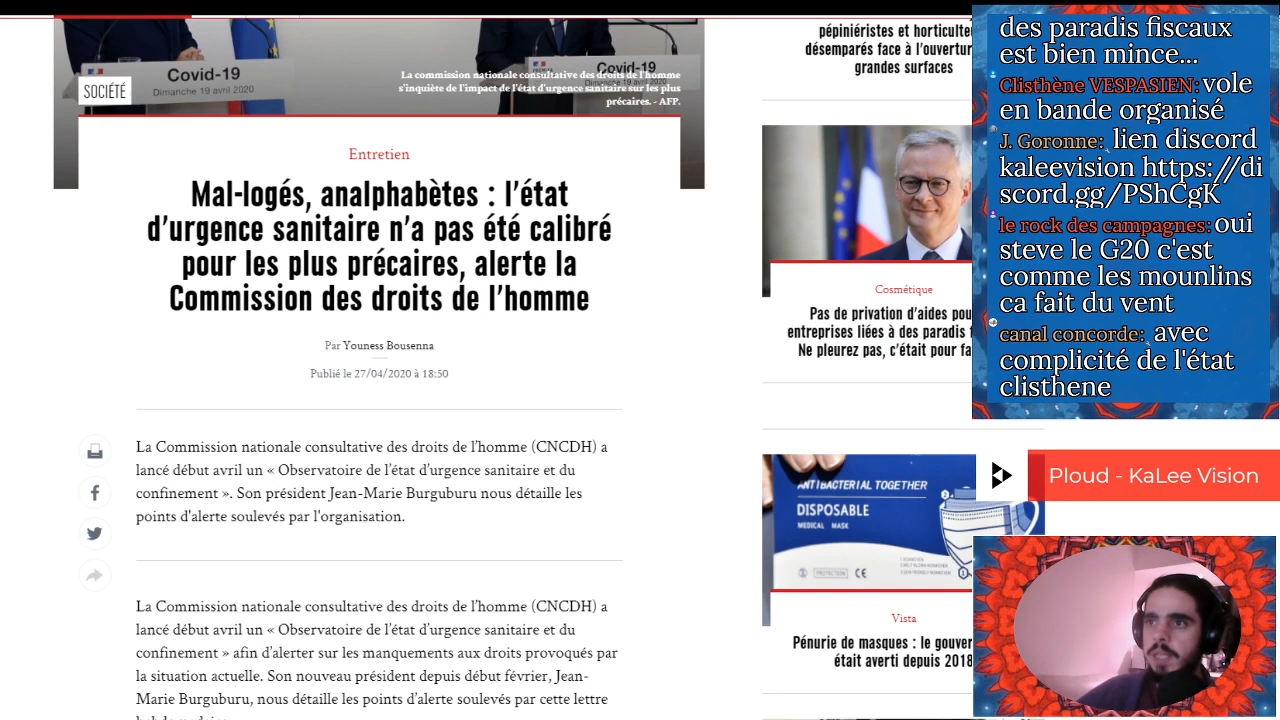 Covid-19
Dimanche 19 avril 2020
Covid-19
Dimanche 19 avril 2020
SOCIÉTÉ
La commission nationale consultative des droits de l'homme
s'inquiète de l'impact de l'état d'urgence sanitaire sur les plus
précaires. - AFP.
Entretien
Mal-logés, analphabètes : l’état
d’urgence sanitaire n’a pas été calibré
pour les plus précaires, alerte la
Commission des droits de l’homme
Par Youness Bousenna
Publié le 27/04/2020 à 18:50
La Commission nationale consultative des droits de l’homme (CNCDH) a
lancé début avril un « Observatoire de l’état d’urgence sanitaire et du
confinement ». Son président Jean-Marie Burguburu nous détaille les
points d'alerte soulevés par l'organisation.
La Commission nationale consultative des droits de l’homme (CNCDH) a
lancé début avril un « Observatoire de l’état d’urgence sanitaire et du
confinement » afin d’alerter sur les manquements aux droits provoqués par
la situation actuelle. Son nouveau président depuis début février, Jean-
Marie Burguburu, nous détaille les points d’alerte soulevés par cette lettre
pépiniéristes et horticulte
désemparés face à l’ouvertur
grandes surfaces
Cosmétique
Pas de privation d’aides pou
entreprises liées à des paradis f
Ne pleurez pas, c’était pour fa
ANTIBACTERIAL TOGETHER
DISPOSABLE
MEDICAL MASK
PROTECTION
CE
Vista
Pénurie de masques : le gouver
était averti depuis 2018
des paradis fiscaux
est bien mince...
Clisthène VESPASIEN: vole
en bande organisé
J. Goronne: lien discord
kaleevision https://di
scord.gg/PShCgK
le rock des campagnes: oui
steve le G20 c'est
comme les moulins
ca fait du vent
canal concorde: avec
complicité de l'état
clisthene
Ploud - KaLee Vision